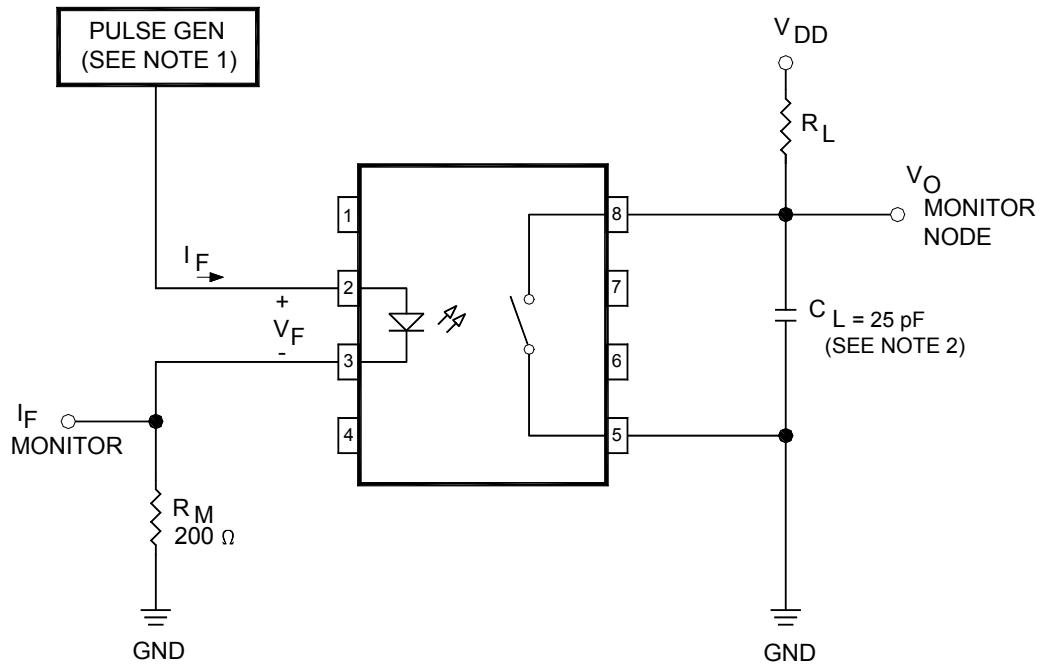 PULSE GEN
(SEE NOTE 1)
V DD
R L
V O
MONITOR
NODE
1
8
I F
2
7
+
V F
-
C L = 25 pF
(SEE NOTE 2)
3
6
I F
MONITOR
4
5
R M
200 Ω
GND
GND